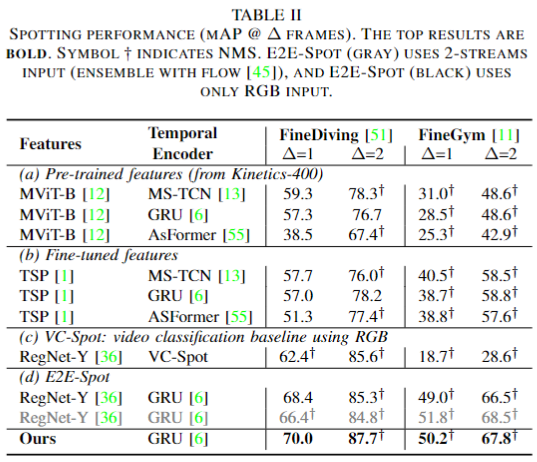 TABLE II
SPOTTING PERFORMANCE (MAP @ Δ FRAMES). THE TOP RESULTS ARE
BOLD. SYMBOL † INDICATES NMS. E2E-SPOT (GRAY) USES 2-STREAMS
INPUT (ENSEMBLE WITH FLOW [45]), AND E2E-SPOT (BLACK) USES
ONLY RGB INPUT.
Features Temporal Encoder FineDiving [51] FineGym [11]
Δ=1 Δ=2 Δ=1 Δ=2
(a) Pre-trained features (from Kinetics-400)
MViT-B [12] MS-TCN [13] 59.3 78.3† 31.0† 48.6†
MViT-B [12] GRU [6] 57.3 76.7 28.5† 48.6†
MViT-B [12] AsFormer [55] 38.5 67.4† 25.3† 42.9†
(b) Fine-tuned features
TSP [1] MS-TCN [13] 57.7 76.0† 40.5† 58.5†
TSP [1] GRU [6] 57.0 78.2 38.7† 58.8†
TSP [1] ASFormer [55] 51.3 77.4† 38.8† 57.6†
(c) VC-Spot: video classification baseline using RGB
RegNet-Y [36] VC-Spot 62.4† 85.6† 18.7† 28.6†
(d) E2E-Spot
RegNet-Y [36] GRU [6] 68.4 85.3† 49.0† 66.5†
RegNet-Y [36] GRU [6] 66.4† 84.8† 51.8† 68.5†
Ours GRU [6] 70.0 87.7† 50.2† 67.8†